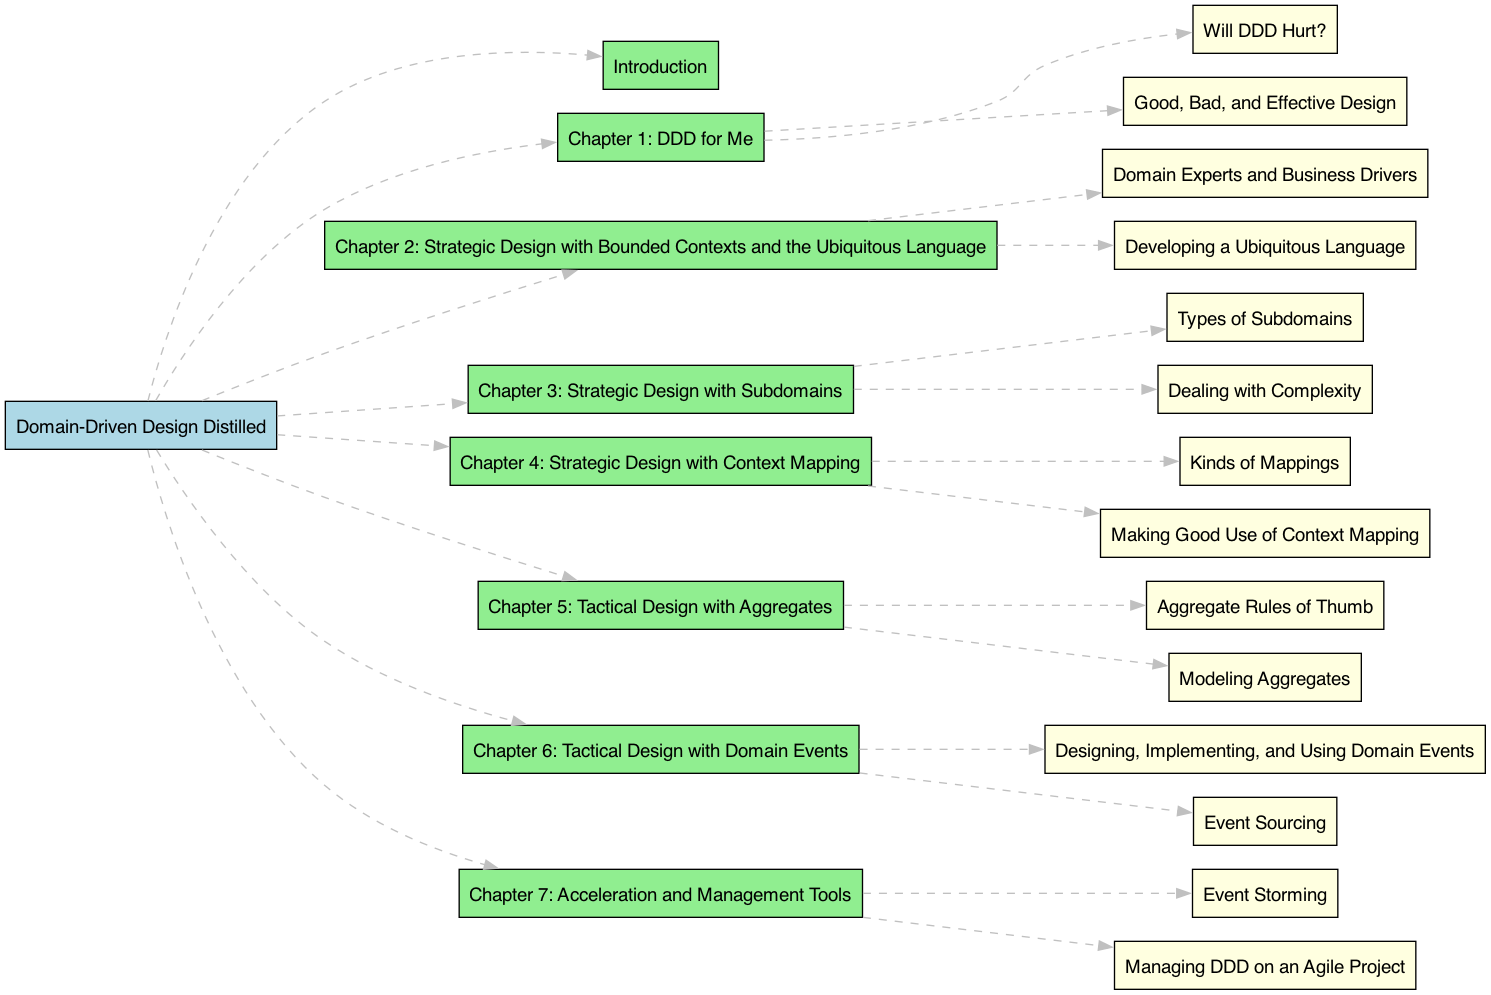 Domain-Driven Design Distilled
Introduction
Chapter 1: DDD for Me
Will DDD Hurt?
Good, Bad, and Effective Design
Chapter 2: Strategic Design with Bounded Contexts and the Ubiquitous Language
Domain Experts and Business Drivers
Developing a Ubiquitous Language
Chapter 3: Strategic Design with Subdomains
Types of Subdomains
Dealing with Complexity
Chapter 4: Strategic Design with Context Mapping
Kinds of Mappings
Making Good Use of Context Mapping
Chapter 5: Tactical Design with Aggregates
Aggregate Rules of Thumb
Modeling Aggregates
Chapter 6: Tactical Design with Domain Events
Designing, Implementing, and Using Domain Events
Event Sourcing
Chapter 7: Acceleration and Management Tools
Event Storming
Managing DDD on an Agile Project